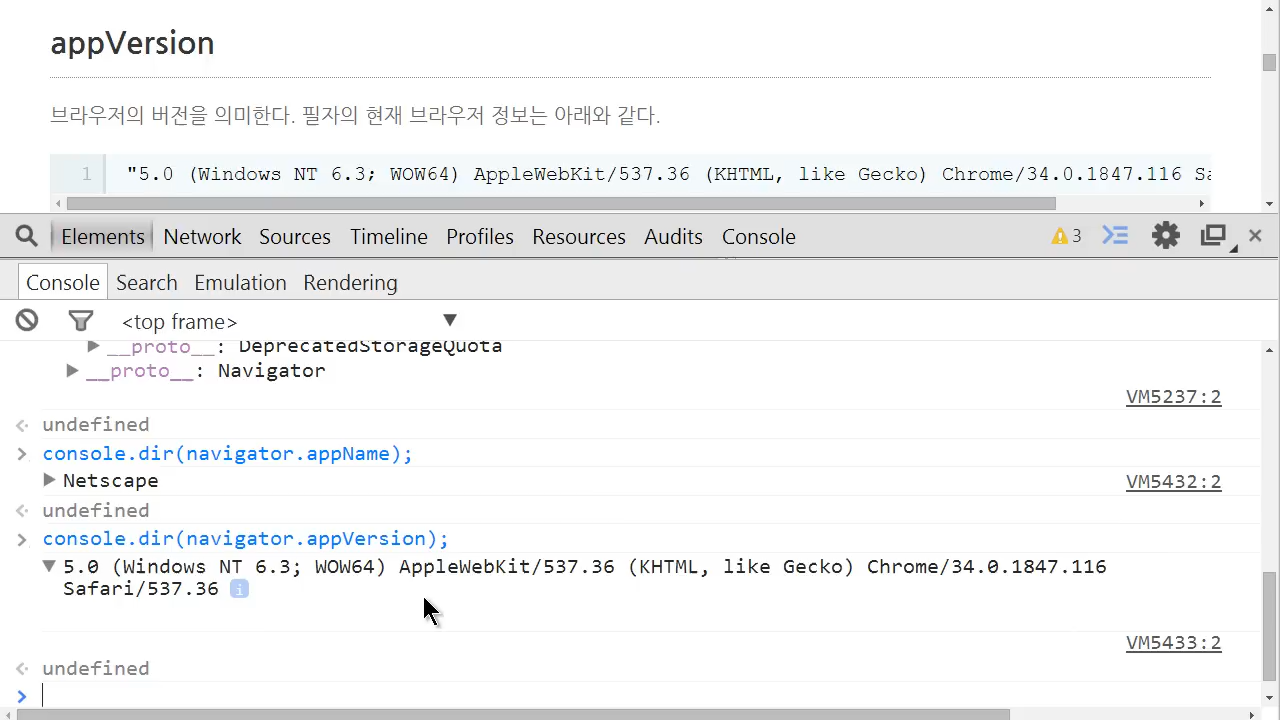 appVersion
브라우저의 버전을 의미한다. 필자의 현재 브라우저 정보는 아래와 같다.
1 "5.0 (Windows NT 6.3; WOW64) AppleWebKit/537.36 (KHTML, like Gecko) Chrome/34.0.1847.116 Sa
Elements Network Sources Timeline Profiles Resources Audits Console 3
Console Search Emulation Rendering
<top frame>
__proto__: DeprecatedStorageQuota
__proto__: Navigator
VM5237:2
undefined
console.dir(navigator.appName);
Netscape VM5432:2
undefined
console.dir(navigator.appVersion);
5.0 (Windows NT 6.3; WOW64) AppleWebKit/537.36 (KHTML, like Gecko) Chrome/34.0.1847.116
Safari/537.36 i
VM5433:2
undefined